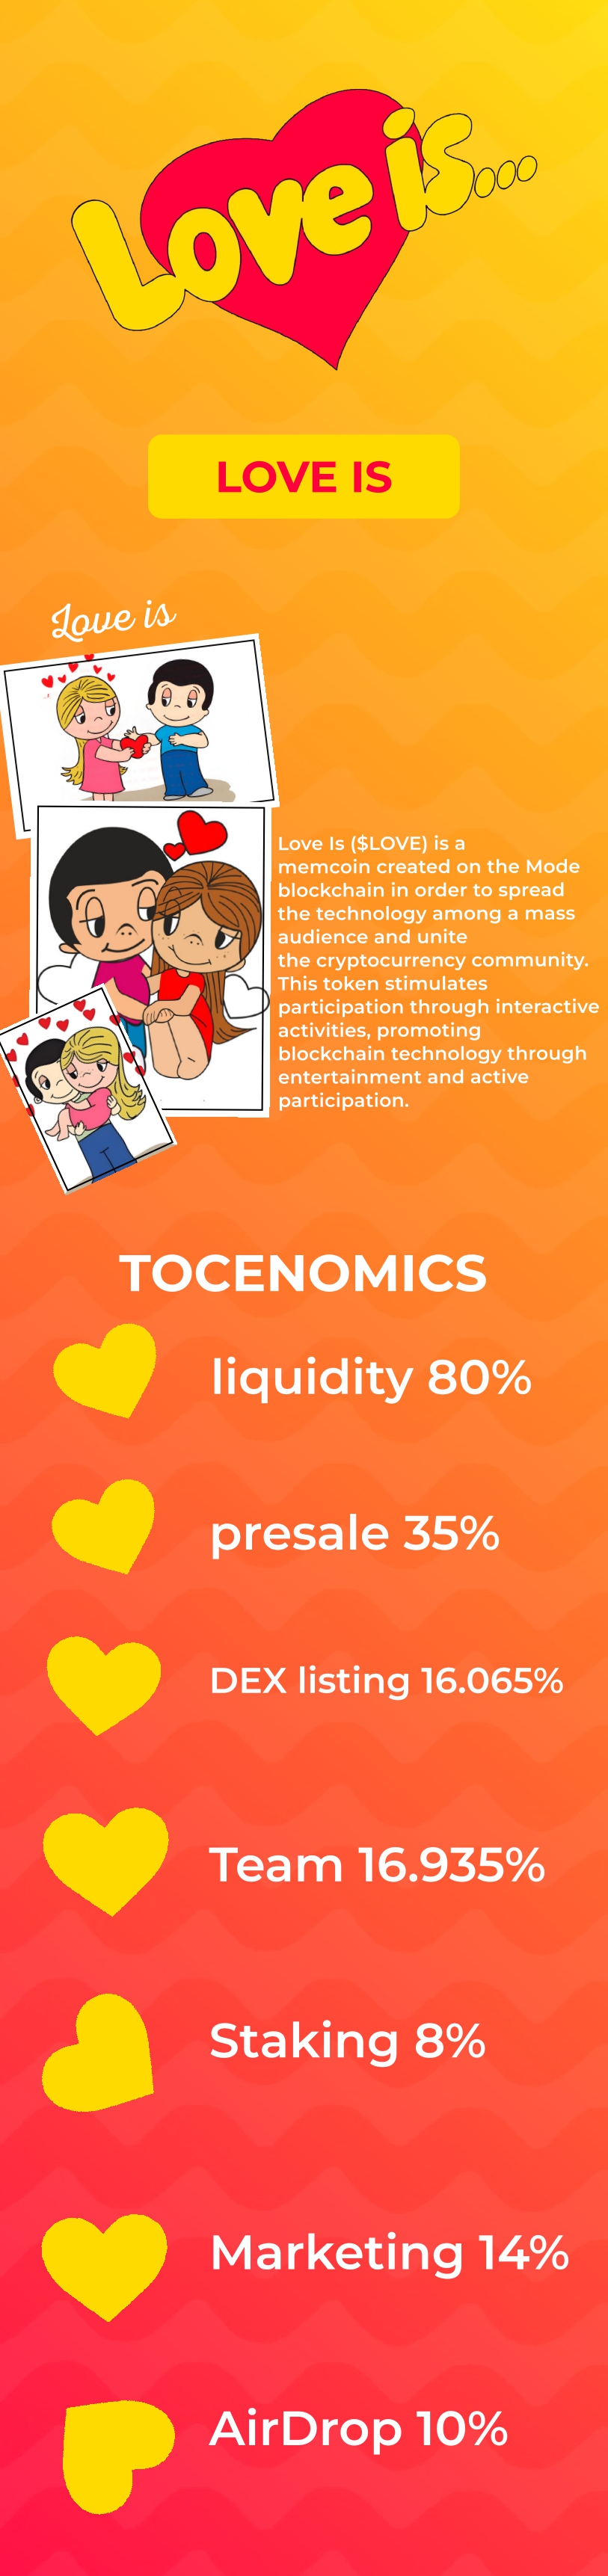 Love is...
LOVE IS
Love is
Love Is ($LOVE) is a
memcoin created on the Mode
blockchain in order to spread
the technology among a mass
audience and unite
the cryptocurrency community.
This token stimulates
participation through interactive
activities, promoting
blockchain technology through
entertainment and active
participation.
TOCENOMICS
liquidity 80%
presale 35%
DEX listing 16.065%
Team 16.935%
Staking 8%
Marketing 14%
AirDrop 10%